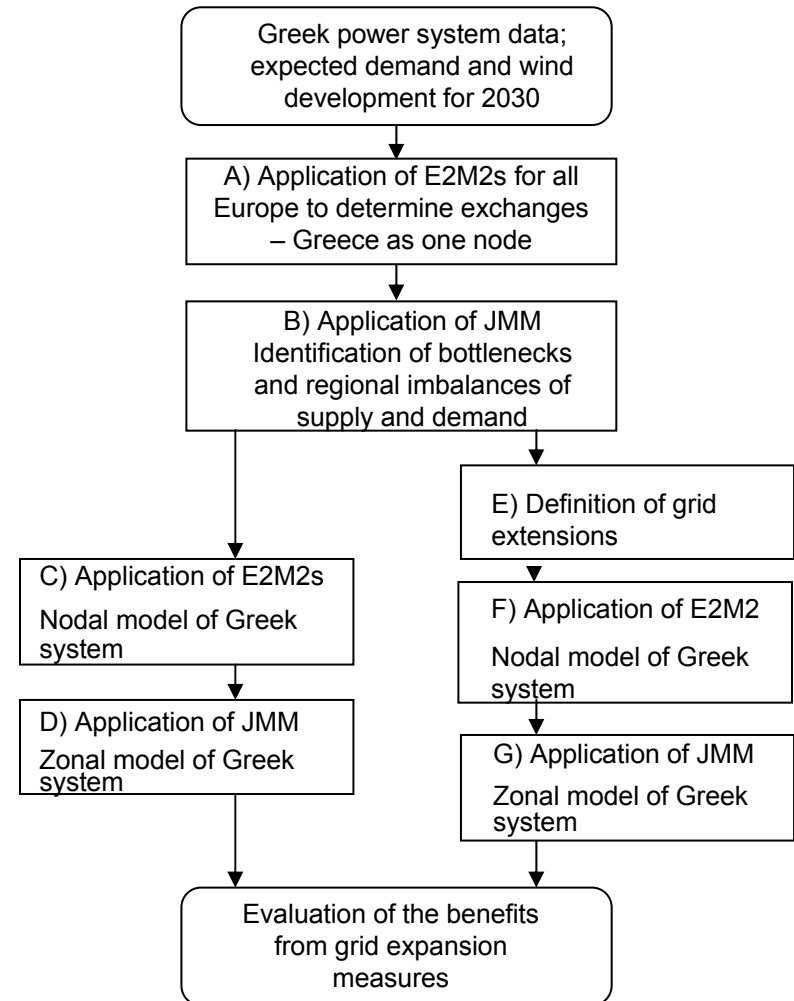 Greek power system data;
expected demand and wind
development for 2030
A) Application of E2M2s for all
Europe to determine exchanges
– Greece as one node
B) Application of JMM
Identification of bottlenecks
and regional imbalances of
supply and demand
C) Application of E2M2s
Nodal model of Greek
system
D) Application of JMM
Zonal model of Greek
system
E) Definition of grid
extensions
F) Application of E2M2
Nodal model of Greek
system
G) Application of JMM
Zonal model of Greek
system
Evaluation of the benefits
from grid expansion
measures